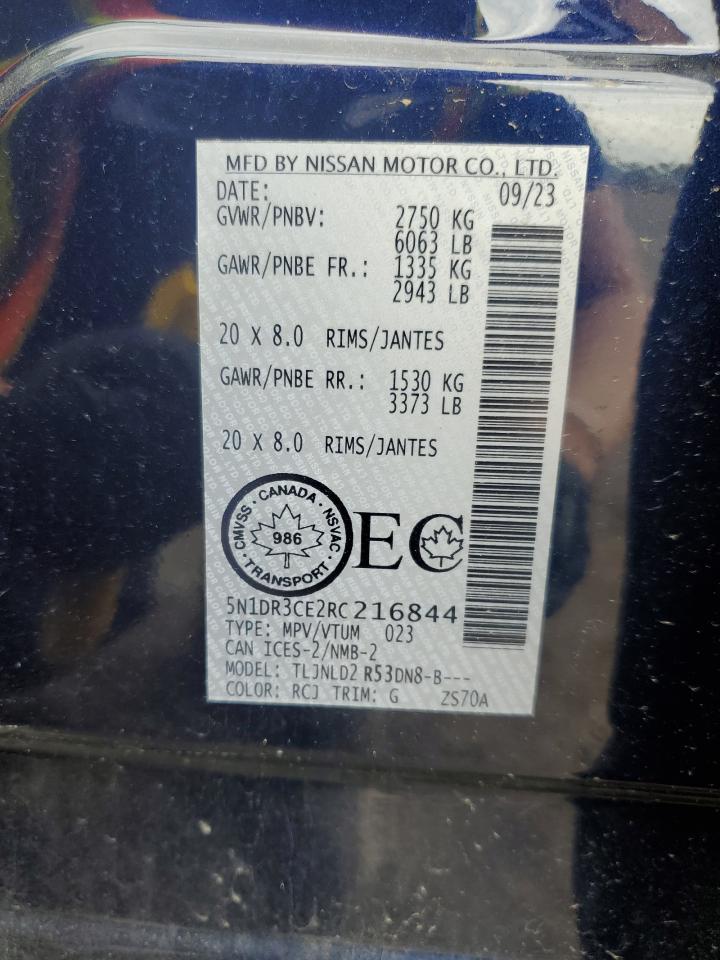 MFD BY NISSAN MOTOR CO., LTD.
DATE: 09/23
GVWR/PNBV: 2750 KG
6063 LB
GAWR/PNBE FR.: 1335 KG
2943 LB
20 X 8.0 RIMS/JANTES
GAWR/PNBE RR.: 1530 KG
3373 LB
20 X 8.0 RIMS/JANTES
CMVSS · CANADA · NSVAC · TRANSPORT ·
986
EC
5N1DR3CE2RC216844
TYPE: MPV/VTUM 023
CAN ICES-2/NMB-2
MODEL: TLJNLD2 R53DN8-B---
COLOR: RCJ TRIM: G ZS70A